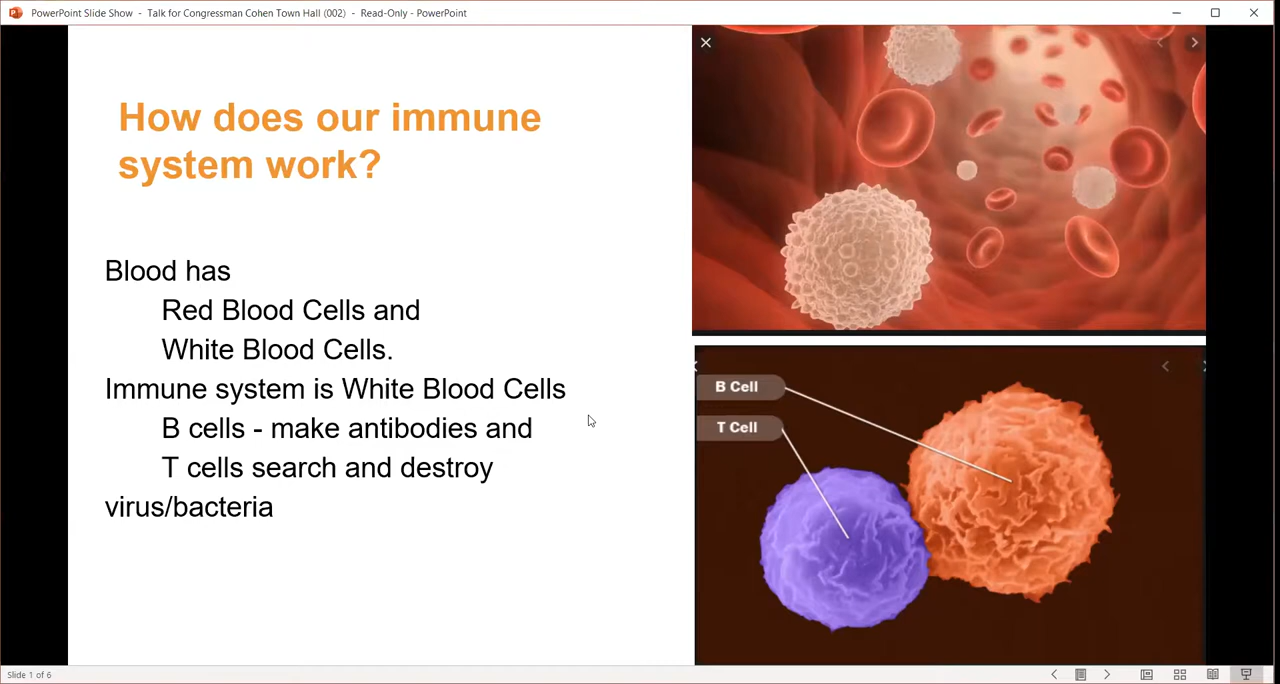 PowerPoint Slide Show - Talk for Congressman Cohen Town Hall (002) - Read-Only - PowerPoint
How does our immune
system work?
Blood has
Red Blood Cells and
White Blood Cells.
Immune system is White Blood Cells
B cells - make antibodies and
T cells search and destroy
virus/bacteria
B Cell
T Cell
Slide 1 of 6